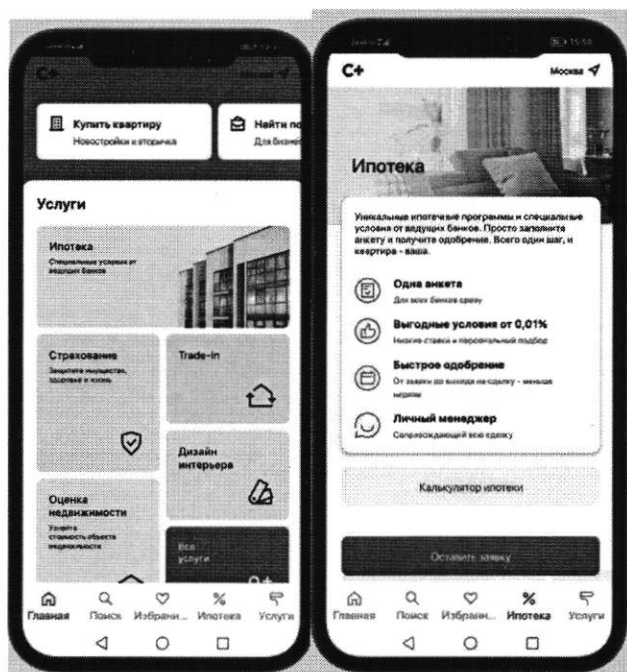 C+
Москва
Купить квартиру
Новостройки и вторичка
Найти по
Для бизнес
Услуги
Ипотека
Специальные условия от
ведущих банков
Страхование
Защитите имущество,
здоровье и жизнь
Trade-in
Дизайн
интерьера
Оценка
недвижимости
Узнайте
стоимость объекта
недвижимости
Все
услуги
Главная
Поиск
Избранн...
Ипотека
Услуги
15:58
C+
Москва
Ипотека
Уникальные ипотечные программы и специальные
условия от ведущих банков. Просто заполните
анкету и получите одобрение. Всего один шаг, и
квартира - ваша.
Одна анкета
Для всех банков сразу
Выгодные условия от 0,01%
Низкие ставки и персональный подбор
Быстрое одобрение
От заявки до выхода на сделку - меньше
недели
Личный менеджер
Сопровождающий всю сделку
Калькулятор ипотеки
Оставить заявку
Главная
Поиск
Избранн...
Ипотека
Услуги